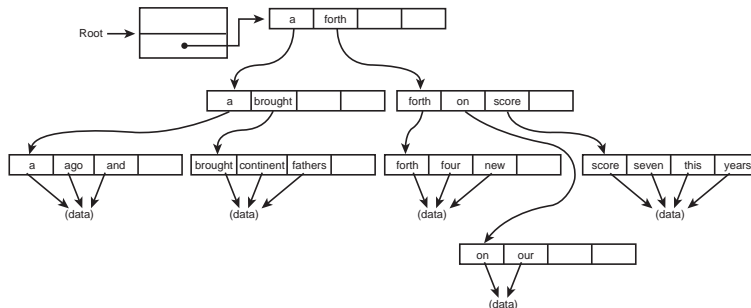 a forth
Root
a brought
forth on score
a ago and
brought continent fathers
forth four new
score seven this years
(data)
(data)
(data)
(data)
on our
(data)